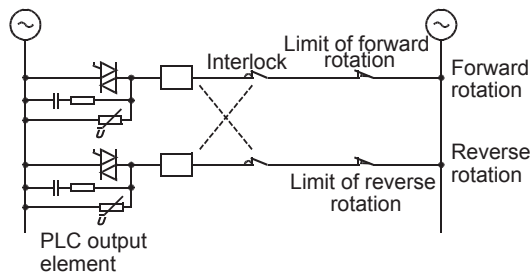 Interlock
Limit of forward
rotation
Forward
rotation
U
Reverse
rotation
Limit of reverse
rotation
U
PLC output
element